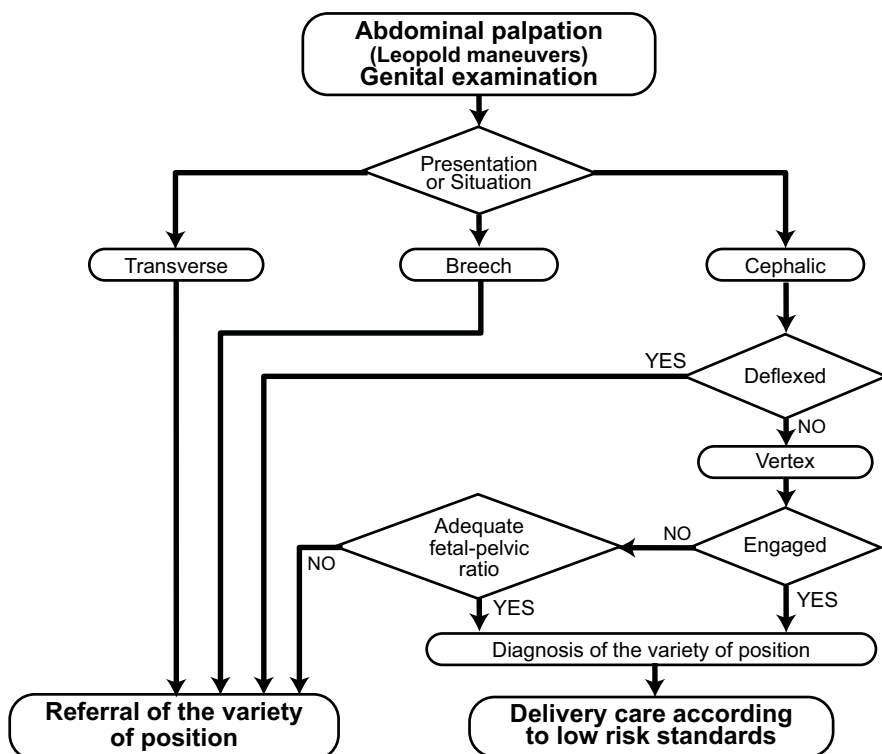 Abdominal palpation
(Leopold maneuvers)
Genital examination
Presentation
or Situation
Transverse
Breech
Cephalic
YES
Deflexed
NO
Vertex
Adequate
fetal-pelvic
ratio
NO
Engaged
NO
YES
YES
Diagnosis of the variety of position
Referral of the variety
of position
Delivery care according
to low risk standards